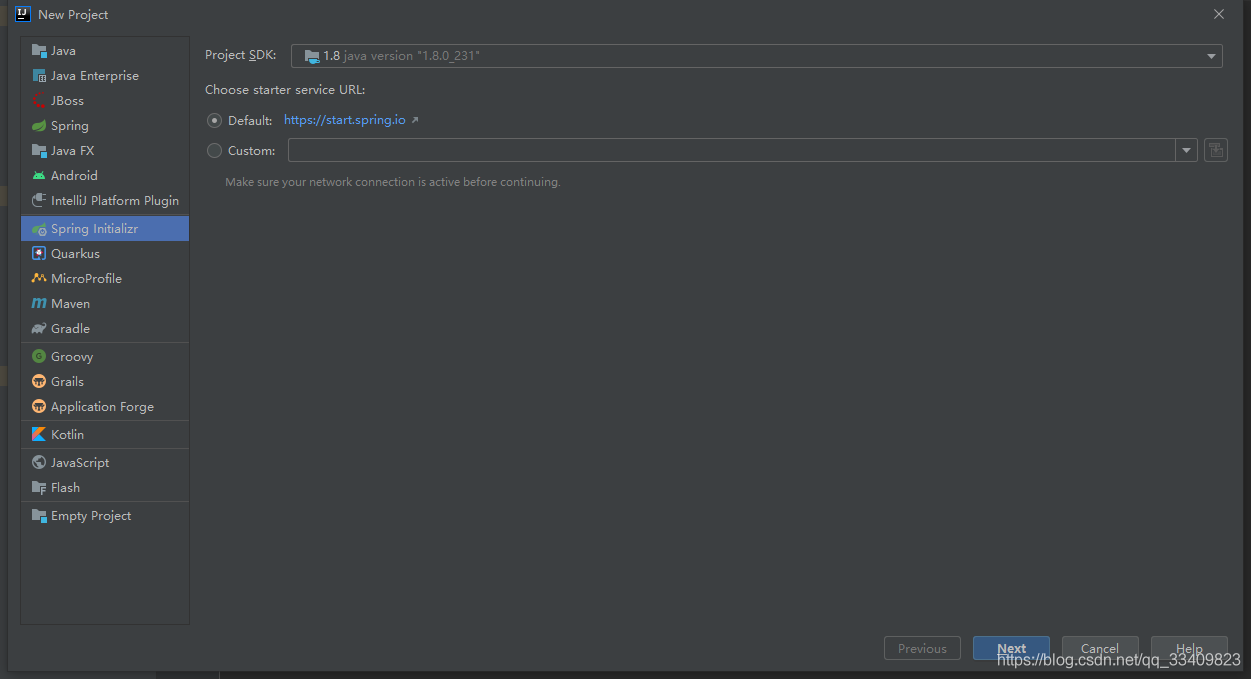 New Project
Java
Java Enterprise
JBoss
Spring
Java FX
Android
IntelliJ Platform Plugin
Spring Initializr
Quarkus
MicroProfile
Maven
Gradle
Groovy
Grails
Application Forge
Kotlin
JavaScript
Flash
Empty Project
Project SDK: 1.8 java version "1.8.0_231"
Choose starter service URL:
Default: https://start.spring.io
Custom:
Make sure your network connection is active before continuing.
Previous Next Cancel Help
https://blog.csdn.net/qq_33409823